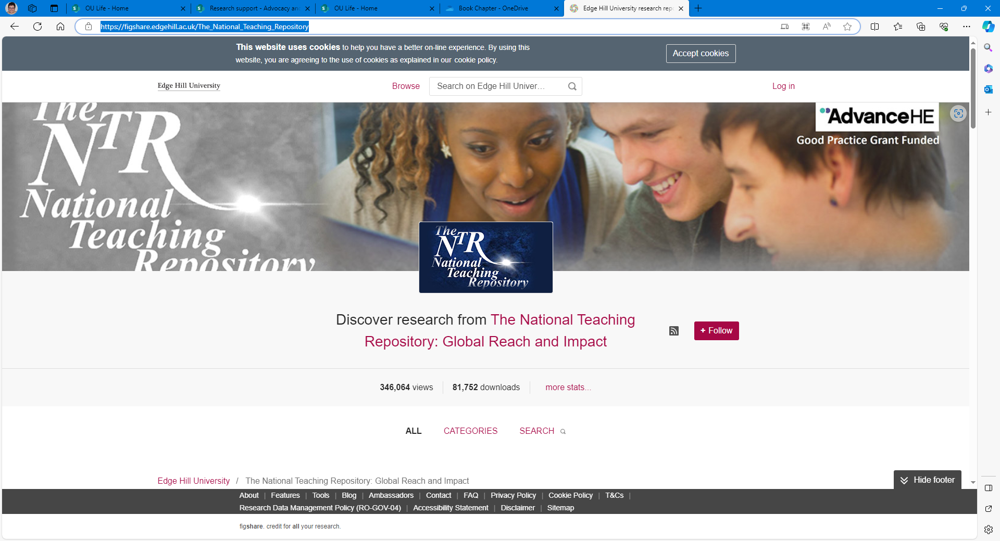 OU Life - Home
Research support - Advocacy an
OU Life - Home
Book Chapter - OneDrive
Edge Hill University research rep
https://figshare.edgehill.ac.uk/The_National_Teaching_Repository
This website uses cookies to help you have a better on-line experience. By using this
website, you are agreeing to the use of cookies as explained in our cookie policy.
Accept cookies
Edge Hill University
Browse
Search on Edge Hill Univer…
Log in
The
NTR
National
Teaching
Repository
AdvanceHE
Good Practice Grant Funded
The
NTR
National
Teaching
Repository
Discover research from The National Teaching
Repository: Global Reach and Impact
+ Follow
346,064 views
81,752 downloads
more stats...
ALL
CATEGORIES
SEARCH
Edge Hill University / The National Teaching Repository: Global Reach and Impact
Hide footer
About | Features | Tools | Blog | Ambassadors | Contact | FAQ | Privacy Policy | Cookie Policy | T&Cs |
Research Data Management Policy (RO-GOV-04) | Accessibility Statement | Disclaimer | Sitemap
figshare. credit for all your research.